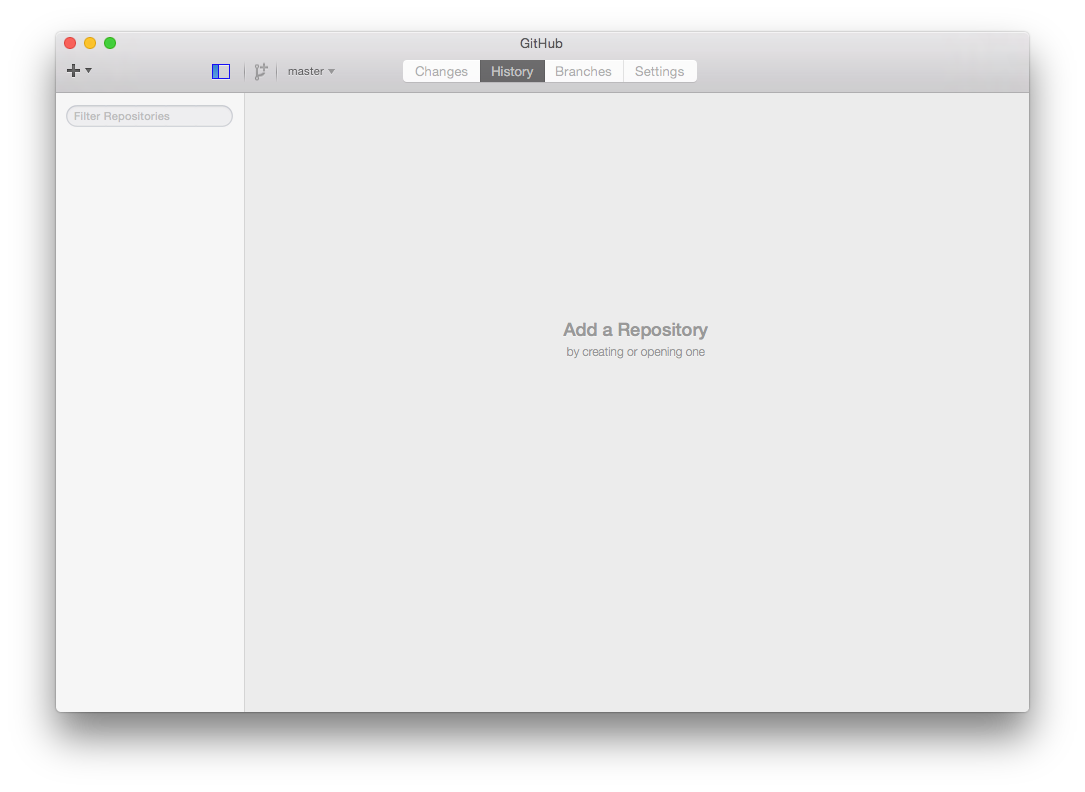 GitHub
master
Changes
History
Branches
Settings
Filter Repositories
Add a Repository
by creating or opening one